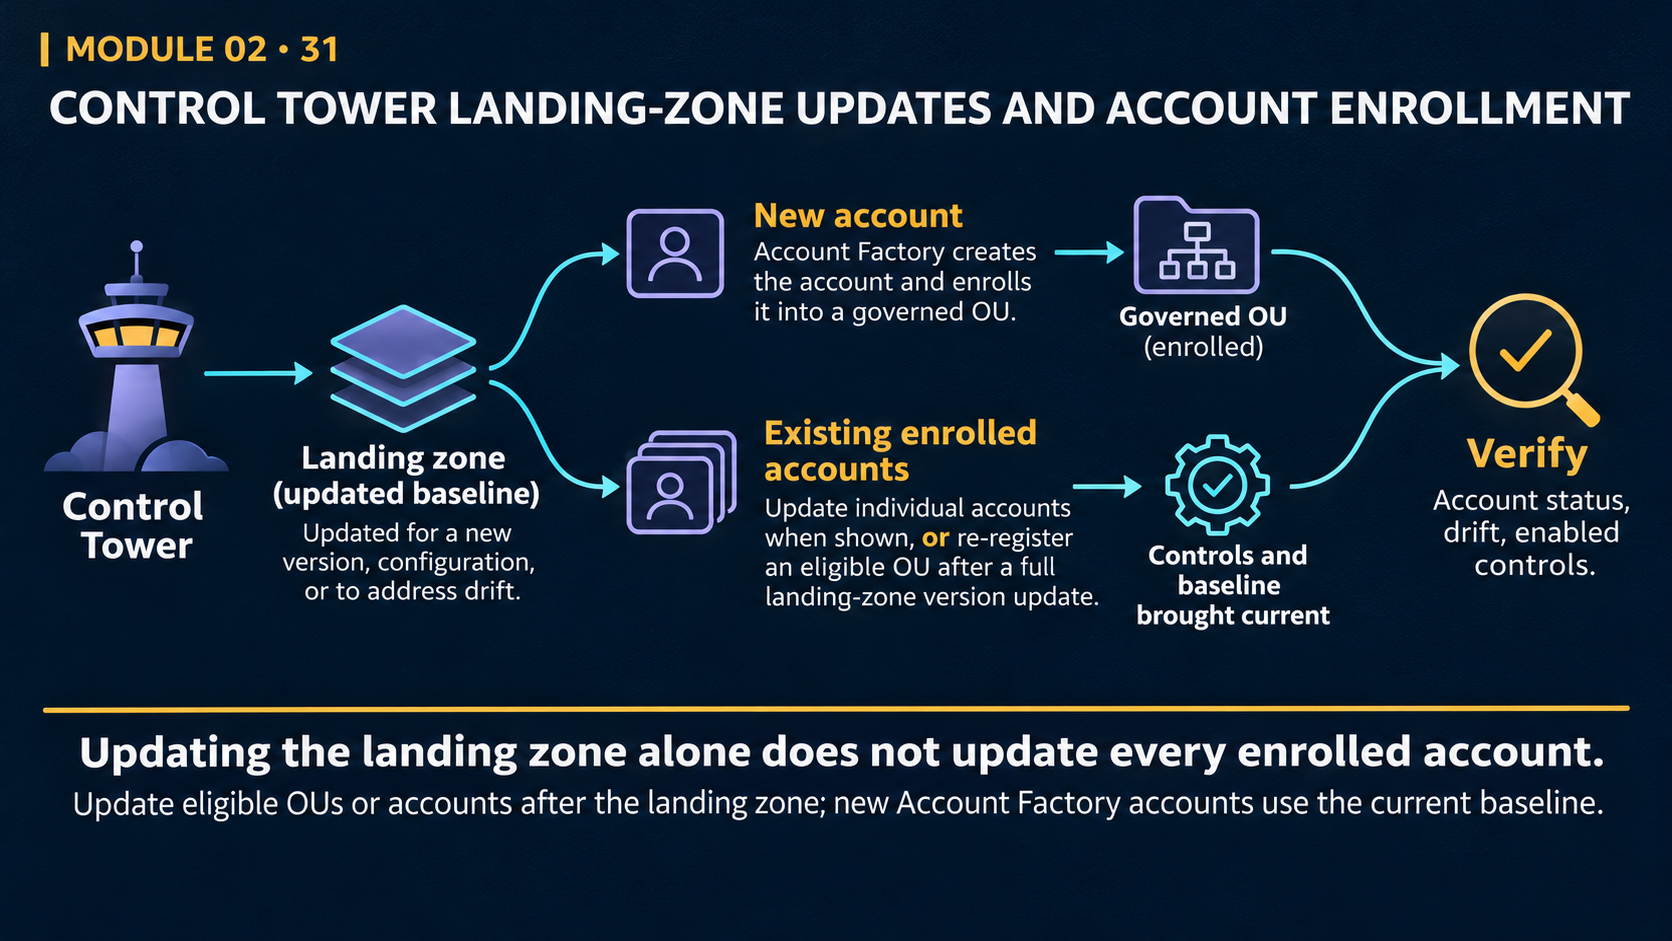 MODULE 02 • 31
CONTROL TOWER LANDING-ZONE UPDATES AND ACCOUNT ENROLLMENT
Control
Tower
Landing zone
(updated baseline)
Updated for a new
version, configuration,
or to address drift.
New account
Account Factory creates
the account and enrolls
it into a governed OU.
Governed OU
(enrolled)
Existing enrolled
accounts
Update individual accounts
when shown, or re-register
an eligible OU after a full
landing-zone version update.
Controls and
baseline
brought current
Verify
Account status,
drift, enabled
controls.
Updating the landing zone alone does not update every enrolled account.
Update eligible OUs or accounts after the landing zone; new Account Factory accounts use the current baseline.